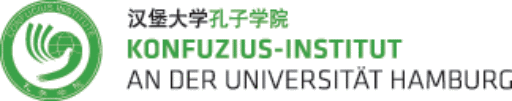 汉堡大学孔子学院
KONFUZIUS-INSTITUT
AN DER UNIVERSITÄT HAMBURG